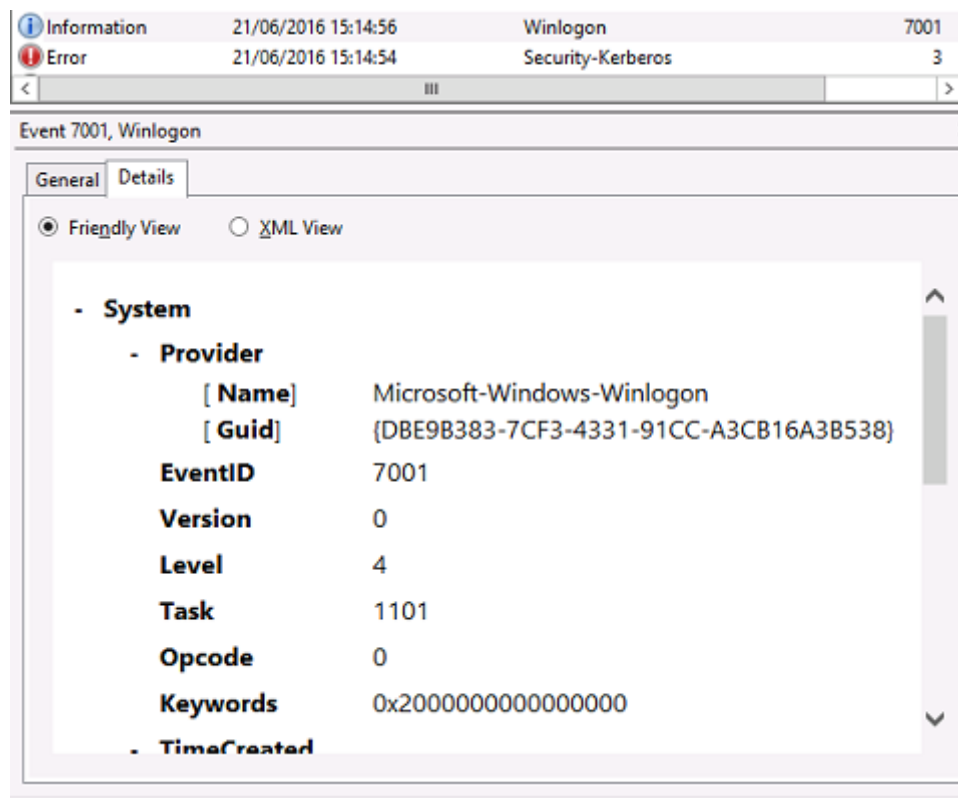 Information 21/06/2016 15:14:56 Winlogon 7001
Error 21/06/2016 15:14:54 Security-Kerberos 3
Event 7001, Winlogon
General Details
Friendly View XML View
- System
- Provider
[ Name] Microsoft-Windows-Winlogon
[ Guid] {DBE9B383-7CF3-4331-91CC-A3CB16A3B538}
EventID 7001
Version 0
Level 4
Task 1101
Opcode 0
Keywords 0x2000000000000000
- TimeCreated